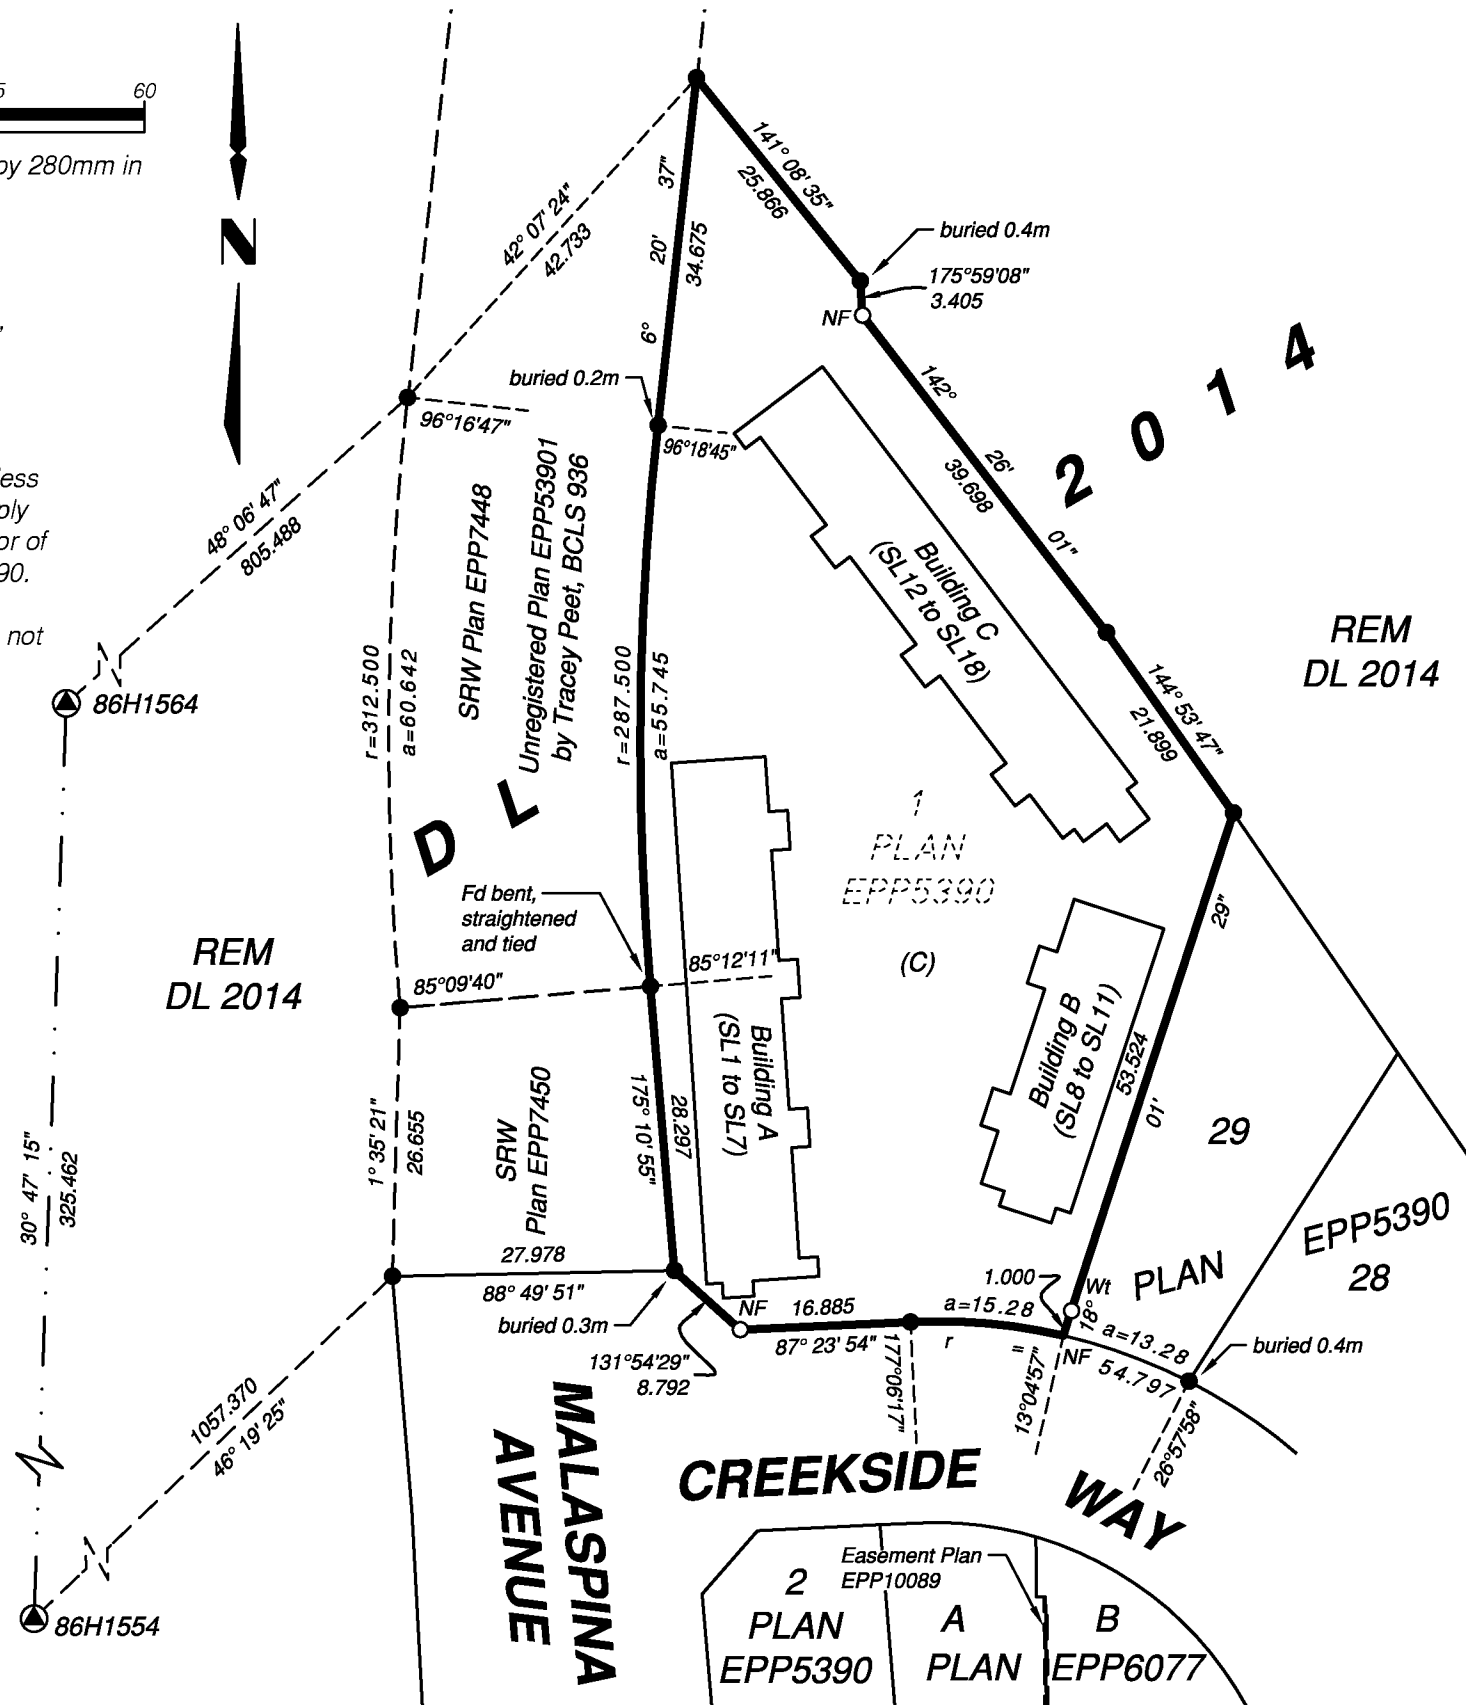 5 60
by 280mm in
N
141° 08' 35"
25.866
42° 07' 24"
42.733
6° 20' 37"
34.675
buried 0.4m
175°59'08"
3.405
NF
buried 0.2m
96°16'47"
96°18'45"
142° 26' 01"
39.698
2014
less
ply
or of
90.
not
48° 06' 47"
805.488
86H1564
SRW Plan EPP7448
Unregistered Plan EPP53901
by Tracey Peet, BCLS 936
r=312.500
a=60.642
r=287.500
a=55.745
Building C
(SL12 to SL18)
144° 53' 47"
21.899
REM
DL 2014
D L
1
PLAN
EPP5390
(C)
Fd bent,
straightened
and tied
REM
DL 2014
85°09'40"
85°12'11"
Building A
(SL1 to SL7)
Building B
(SL8 to SL11)
18° 01' 29"
53.524
30° 47' 15"
325.462
1° 35' 21"
26.655
SRW
Plan EPP7450
175° 10' 55"
28.297
29
PLAN EPP5390
28
27.978
88° 49' 51"
buried 0.3m
131°54'29"
8.792
NF
16.885
87° 23' 54"
a=15.28
1.000
Wt
NF
a=13.28
r = 54.797
buried 0.4m
177°06'17"
13°04'57"
26°57'58"
1057.370
46° 19' 25"
86H1554
MALASPINA
AVENUE
CREEKSIDE WAY
Easement Plan
EPP10089
2
PLAN
EPP5390
A B
PLAN EPP6077